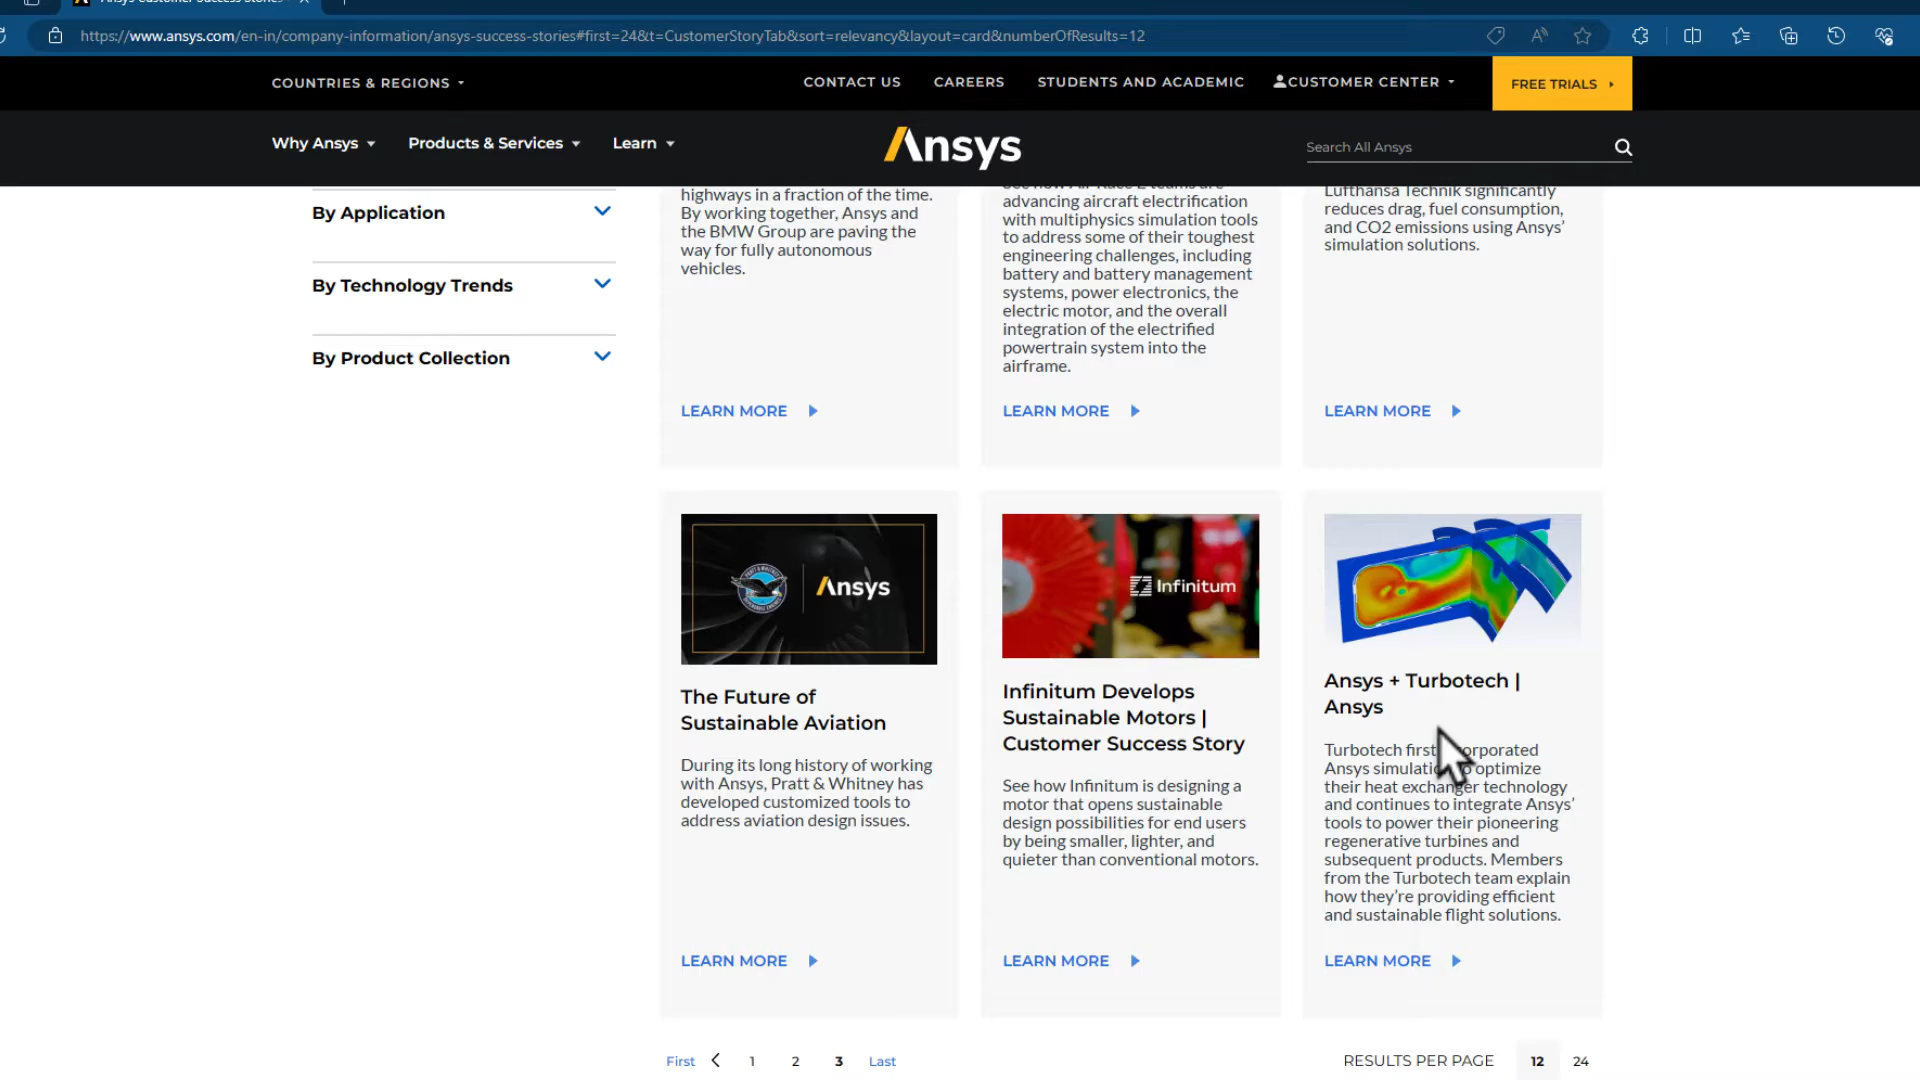 https://www.ansys.com/en-in/company-information/ansys-success-stories#first=24&t=CustomerStoryTab&sort=relevancy&layout=card&numberOfResults=12
COUNTRIES & REGIONS
CONTACT US
CAREERS
STUDENTS AND ACADEMIC
CUSTOMER CENTER
FREE TRIALS
Why Ansys
Products & Services
Learn
Ansys
Search All Ansys
By Application
By Technology Trends
By Product Collection
highways in a fraction of the time.
By working together, Ansys and
the BMW Group are paving the
way for fully autonomous
vehicles.
LEARN MORE
See how Air Race E teams are
advancing aircraft electrification
with multiphysics simulation tools
to address some of their toughest
engineering challenges, including
battery and battery management
systems, power electronics, the
electric motor, and the overall
integration of the electrified
powertrain system into the
airframe.
LEARN MORE
Lufthansa Technik significantly
reduces drag, fuel consumption,
and CO2 emissions using Ansys'
simulation solutions.
LEARN MORE
Ansys
The Future of
Sustainable Aviation
During its long history of working
with Ansys, Pratt & Whitney has
developed customized tools to
address aviation design issues.
LEARN MORE
Infinitum
Infinitum Develops
Sustainable Motors |
Customer Success Story
See how Infinitum is designing a
motor that opens sustainable
design possibilities for end users
by being smaller, lighter, and
quieter than conventional motors.
LEARN MORE
Ansys + Turbotech |
Ansys
Turbotech first
Ansys optimize
their heat exchanger technology
and continues to integrate Ansys'
tools to power their pioneering
regenerative turbines and
subsequent products. Members
from the Turbotech team explain
how they're providing efficient
and sustainable flight solutions.
LEARN MORE
First 1 2 3 Last
RESULTS PER PAGE 12 24